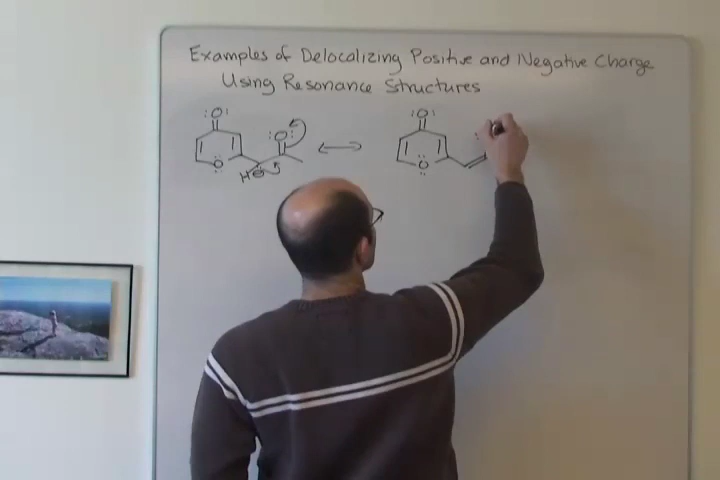 Examples of Delocalizing Positive and Negative Charge
Using Resonance Structures
:O: :O: :O:
O O
H